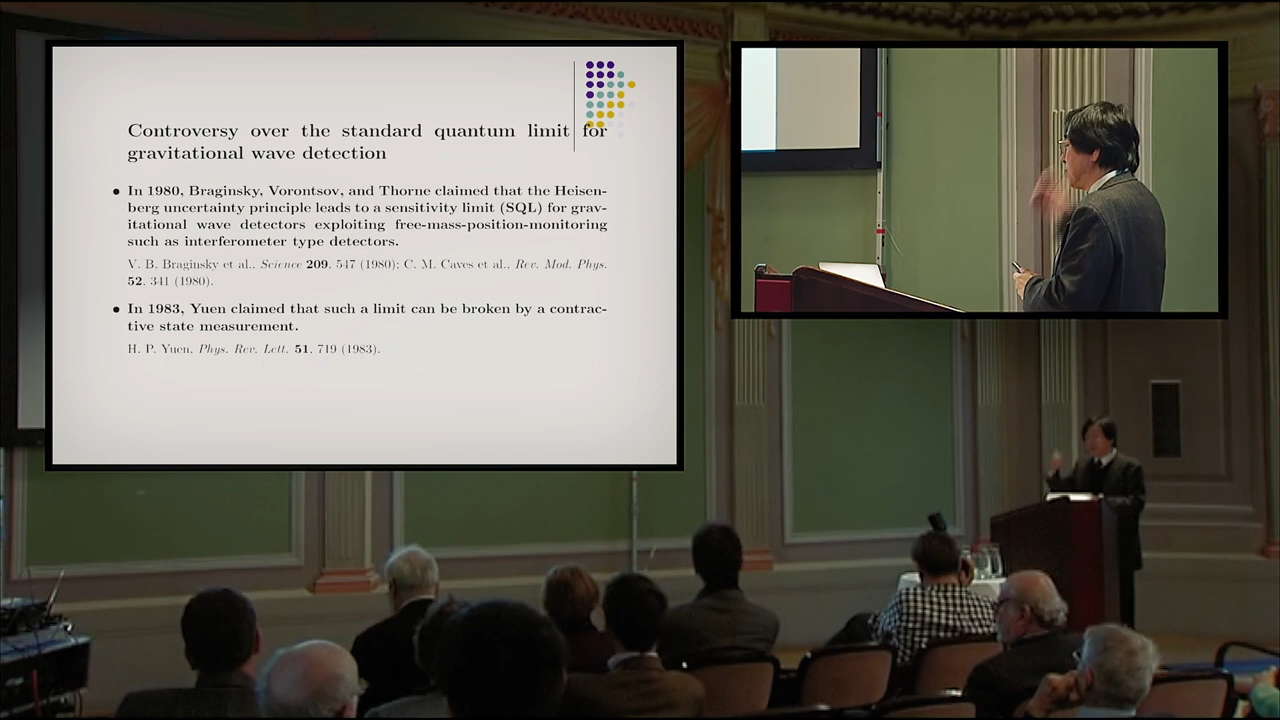 Controversy over the standard quantum limit for
gravitational wave detection
• In 1980, Braginsky, Vorontsov, and Thorne claimed that the Heisen-
berg uncertainty principle leads to a sensitivity limit (SQL) for grav-
itational wave detectors exploiting free-mass-position-monitoring
such as interferometer type detectors.
V. B. Braginsky et al., Science 209, 547 (1980); C. M. Caves et al., Rev. Mod. Phys.
52, 341 (1980).
• In 1983, Yuen claimed that such a limit can be broken by a contrac-
tive state measurement.
H. P. Yuen, Phys. Rev. Lett. 51, 719 (1983).